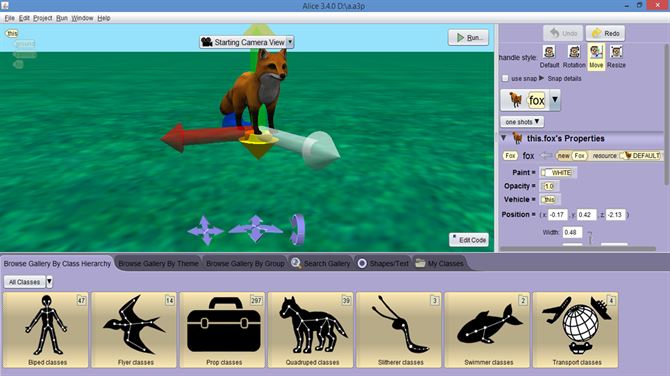 Alice 3.4.0 D:\a.a3p
File Edit Project Run Window Help
this
ground
camera
fox
Starting Camera View
Run...
Undo
Redo
handle style:
Default Rotation Move Resize
use snap Snap details
fox
one shots
this.fox's Properties
Fox fox new Fox resource: DEFAULT
Paint = WHITE
Opacity = 1.0
Vehicle = this
Position = (x: -0.17, y: 0.42 z: -2.13 )
Width: 0.48
Edit Code
Browse Gallery By Class Hierarchy Browse Gallery By Theme Browse Gallery By Group Search Gallery Shapes/Text My Classes
All Classes
47 14 297 39 3 2 4
Biped classes Flyer classes Prop classes Quadruped classes Slitherer classes Swimmer classes Transport classes